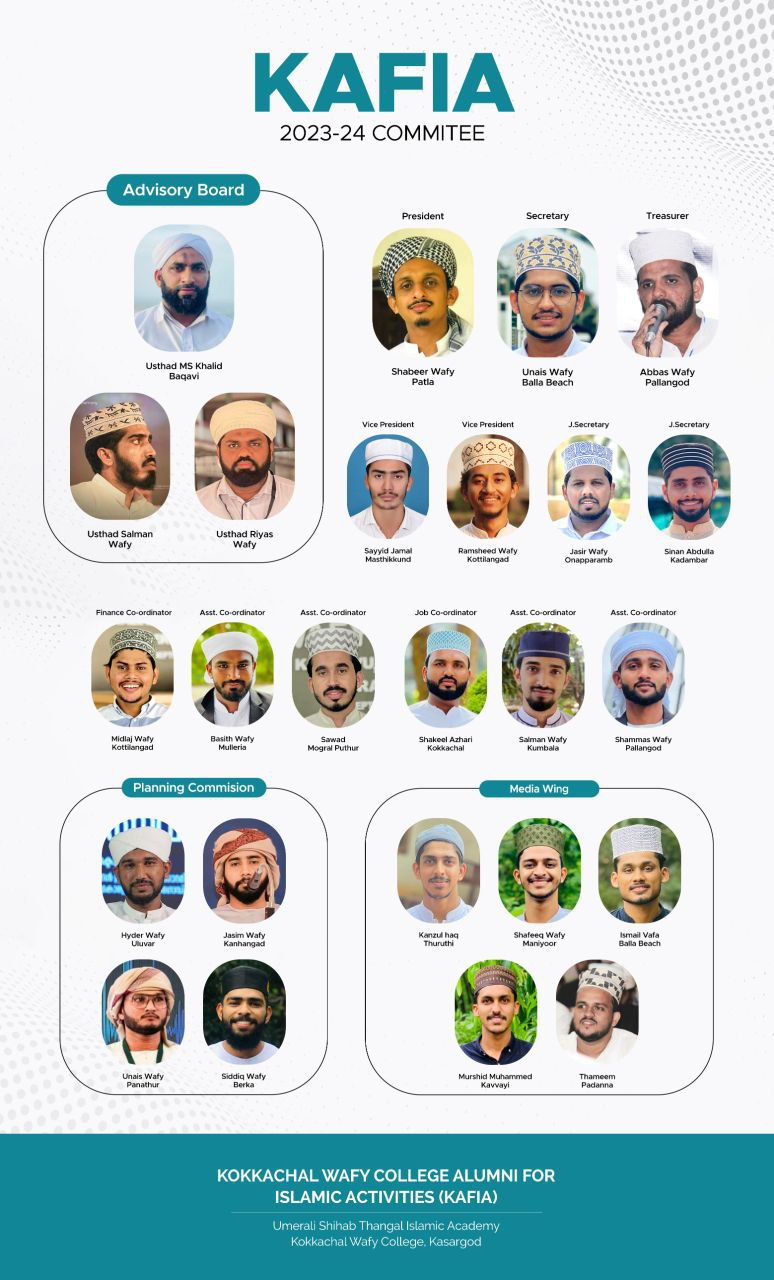 KAFIA
2023-24 COMMITEE
Advisory Board
Usthad MS Khalid
Baqavi
Usthad Salman
Wafy
Usthad Riyas
Wafy
President
Shabeer Wafy
Patla
Secretary
Unais Wafy
Balla Beach
Treasurer
Abbas Wafy
Pallangod
Vice President
Sayyid Jamal
Masthikkund
Vice President
Ramsheed Wafy
Kottilangad
J.Secretary
Jasir Wafy
Onapparamb
J.Secretary
Sinan Abdulla
Kadambar
Finance Co-ordinator
Midlaj Wafy
Kottilangad
Asst. Co-ordinator
Basith Wafy
Mulleria
Asst. Co-ordinator
Sawad
Mogral Puthur
Job Co-ordinator
Shakeel Azhari
Kokkachal
Asst. Co-ordinator
Salman Wafy
Kumbala
Asst. Co-ordinator
Shammas Wafy
Pallangod
Planning Commision
Hyder Wafy
Uluvar
Jasim Wafy
Kanhangad
Unais Wafy
Panathur
Siddiq Wafy
Berka
Media Wing
Kanzul haq
Thuruthi
Shafeeq Wafy
Maniyoor
Ismail Vafa
Balla Beach
Murshid Muhammed
Kavvayi
Thameem
Padanna
KOKKACHAL WAFY COLLEGE ALUMNI FOR
ISLAMIC ACTIVITIES (KAFIA)
Umerali Shihab Thangal Islamic Academy
Kokkachal Wafy College, Kasargod